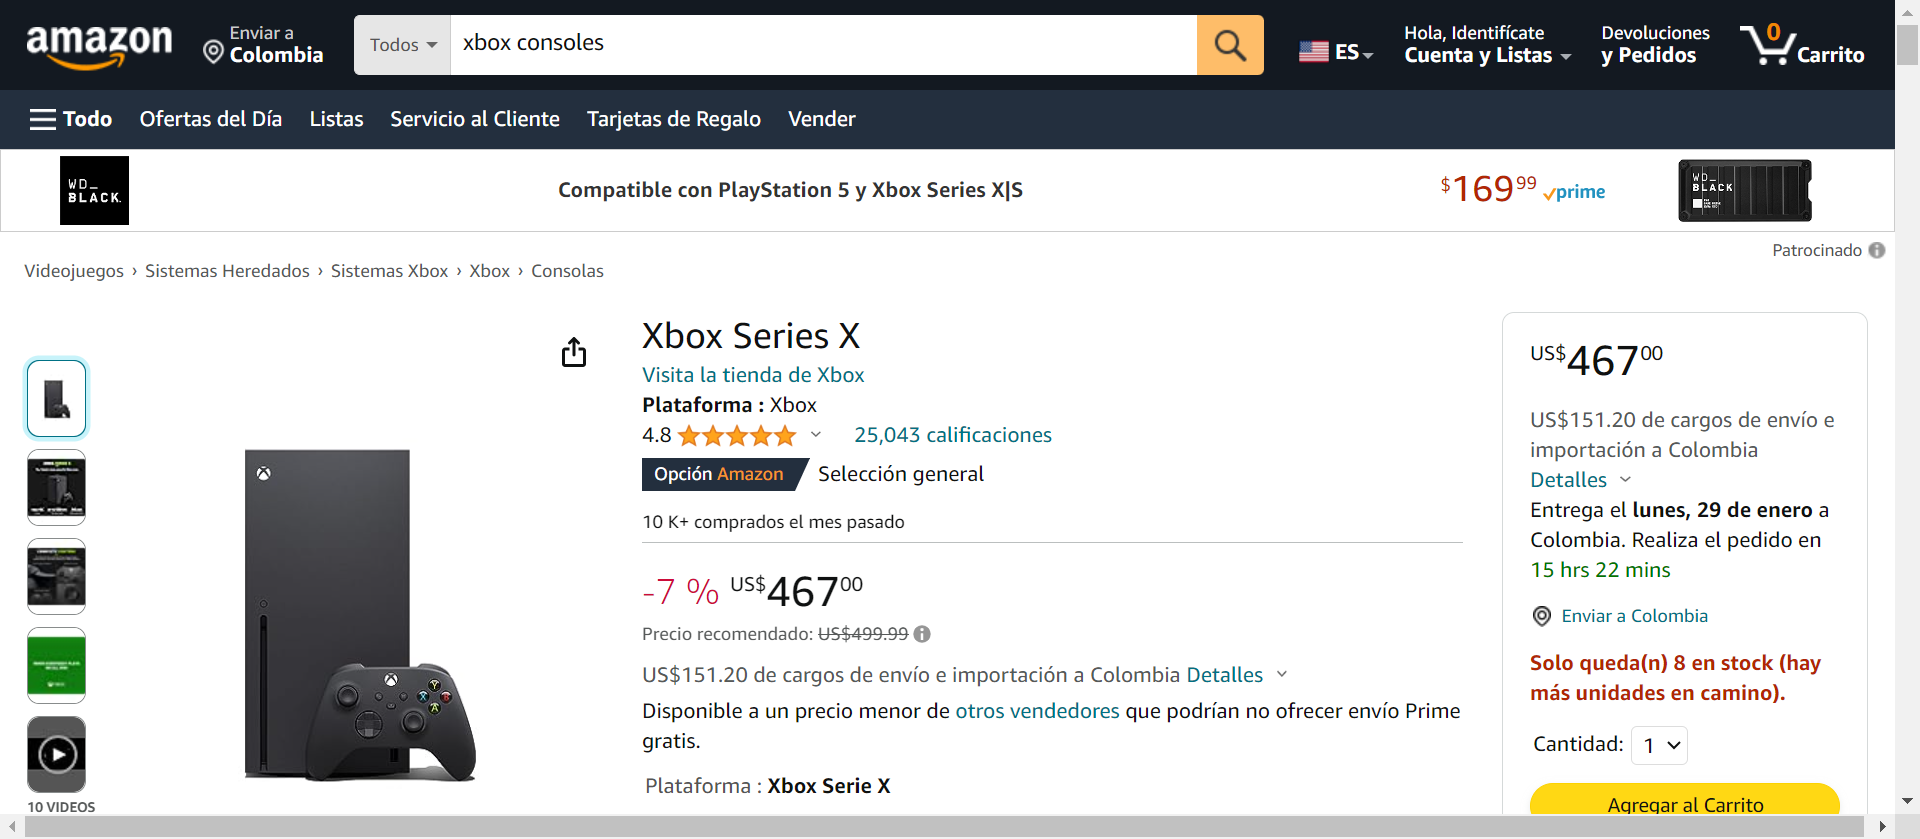 amazon
Enviar a
Colombia
Todos
xbox consoles
ES
Hola, Identifícate
Cuenta y Listas
Devoluciones
y Pedidos
0
Carrito
Todo
Ofertas del Día
Listas
Servicio al Cliente
Tarjetas de Regalo
Vender
WD_
BLACK.
Compatible con PlayStation 5 y Xbox Series X|S
$169 99
prime
WD_
BLACK
Patrocinado
Videojuegos › Sistemas Heredados › Sistemas Xbox › Xbox › Consolas
Xbox Series X
Visita la tienda de Xbox
Plataforma : Xbox
4.8
25,043 calificaciones
Opción Amazon
Selección general
10 K+ comprados el mes pasado
-7 % US$467 00
Precio recomendado: US$499.99
US$151.20 de cargos de envío e importación a Colombia Detalles
Disponible a un precio menor de otros vendedores que podrían no ofrecer envío Prime
gratis.
Plataforma : Xbox Serie X
10 VIDEOS
US$467 00
US$151.20 de cargos de envío e
importación a Colombia
Detalles
Entrega el lunes, 29 de enero a
Colombia. Realiza el pedido en
15 hrs 22 mins
Enviar a Colombia
Solo queda(n) 8 en stock (hay
más unidades en camino).
Cantidad: 1
Agregar al Carrito